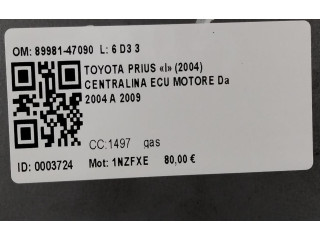 OM: 89981-47090 L: 6 D3 3
TOYOTA PRIUS «I» (2004)
CENTRALINA ECU MOTORE Da
2004 A 2009
CC:1497 gas
ID: 0003724 Mot: 1NZFXE 80,00 €